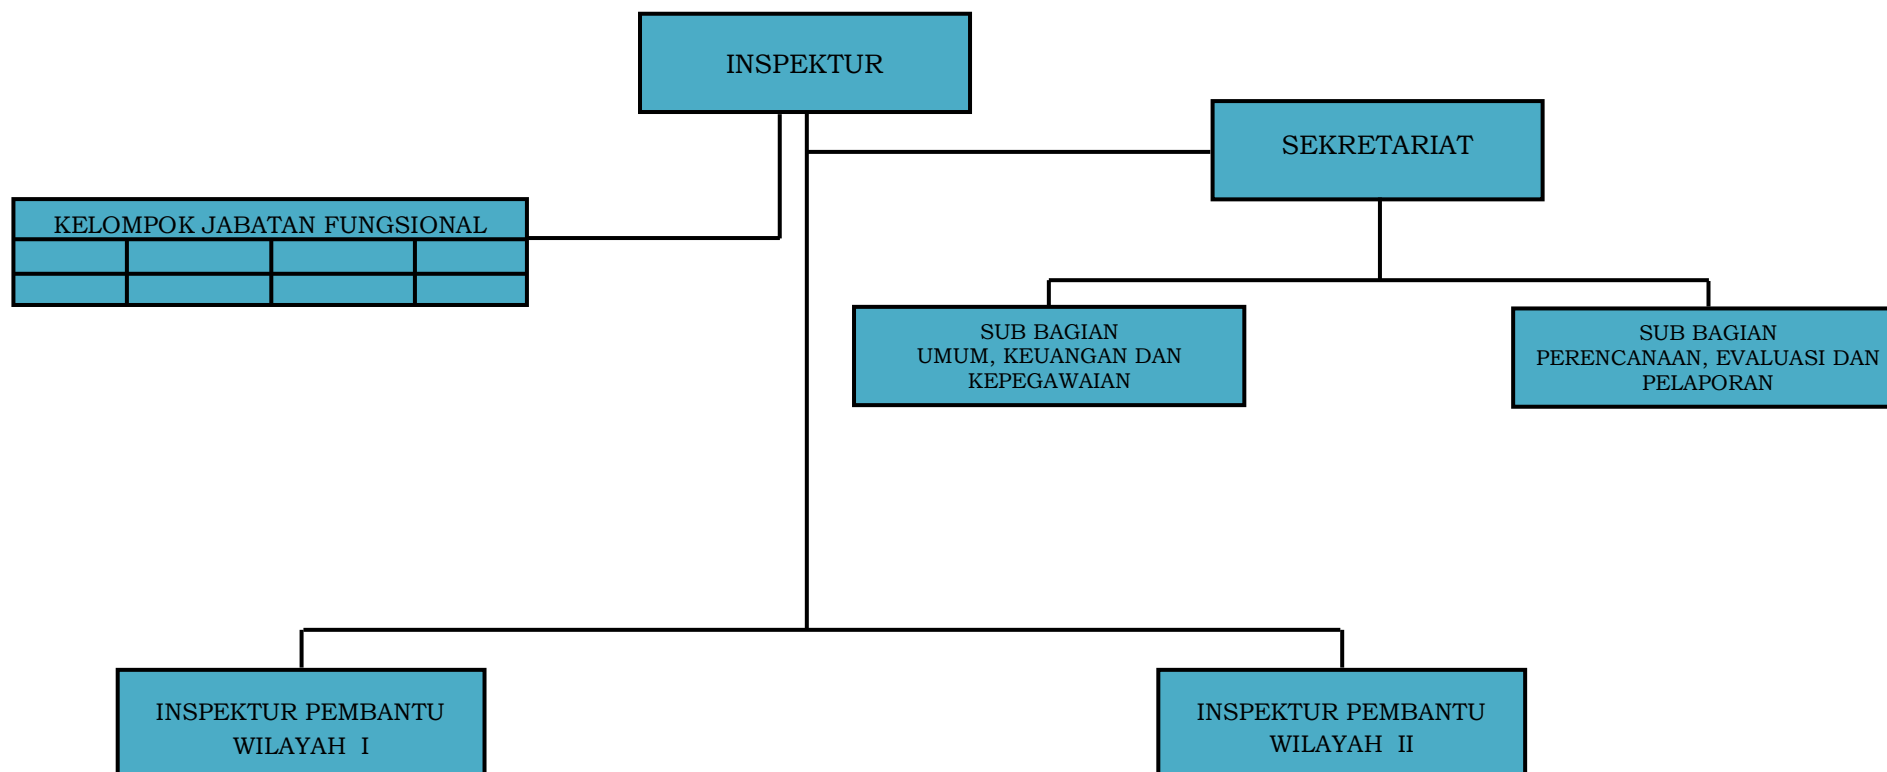 INSPEKTUR
SEKRETARIAT
KELOMPOK JABATAN FUNGSIONAL
SUB BAGIAN
UMUM, KEUANGAN DAN
KEPEGAWAIAN
SUB BAGIAN
PERENCANAAN, EVALUASI DAN
PELAPORAN
INSPEKTUR PEMBANTU
WILAYAH I
INSPEKTUR PEMBANTU
WILAYAH II